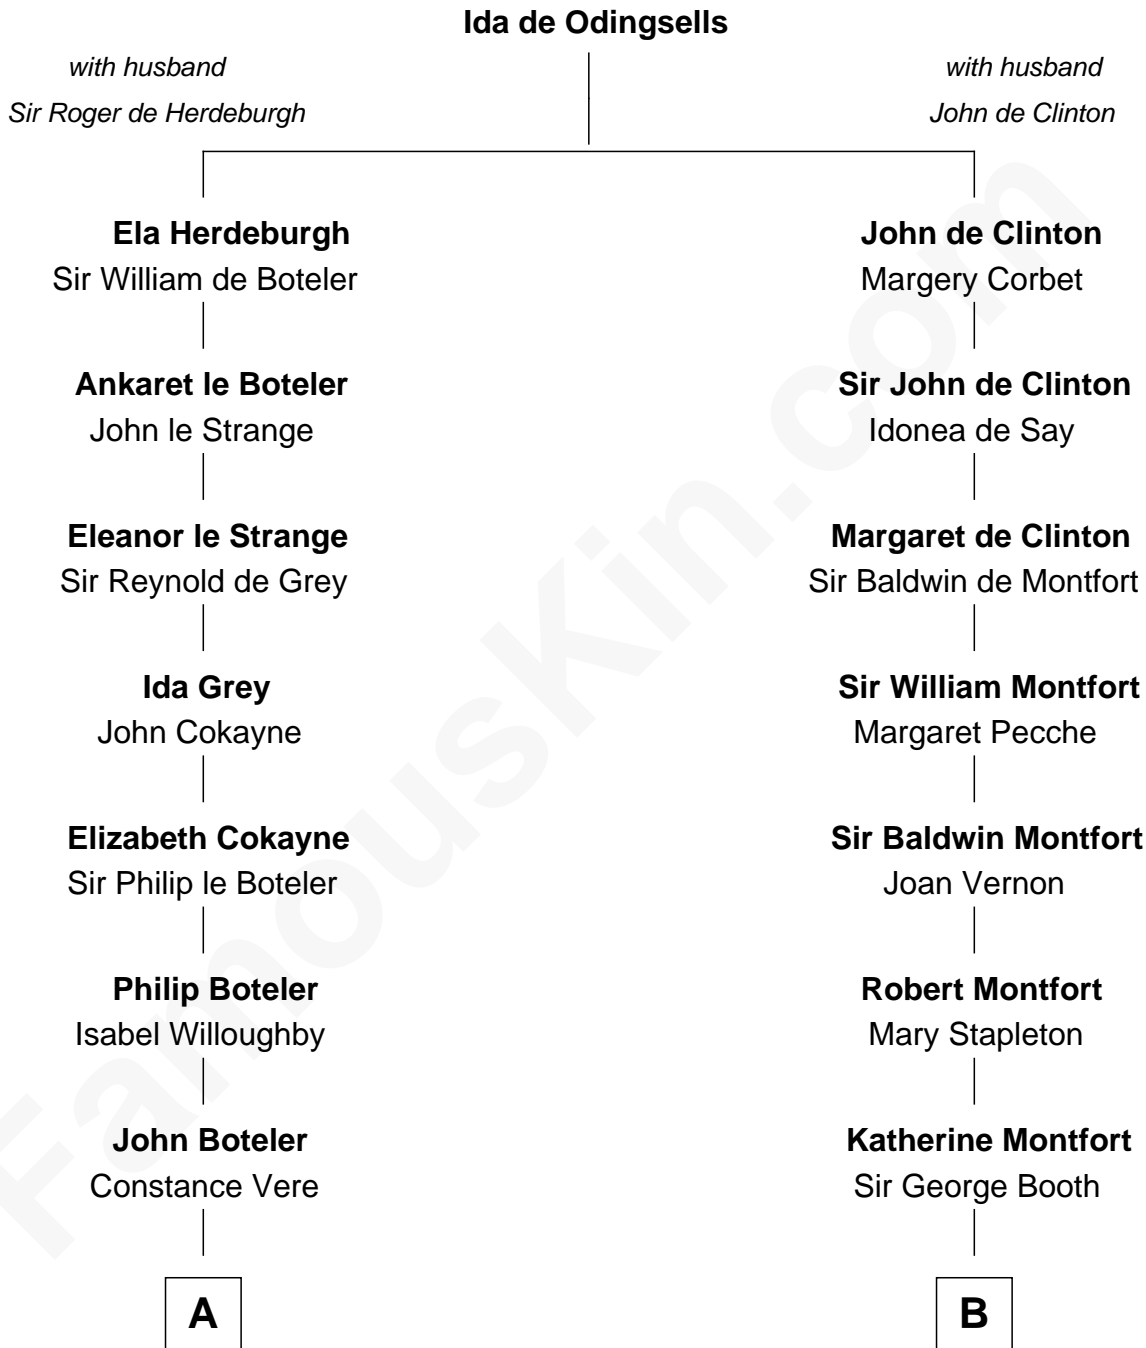 Ida de Odingsells
with husband
Sir Roger de Herdeburgh
with husband
John de Clinton
Ela Herdeburgh
Sir William de Boteler
Ankaret le Boteler
John le Strange
Eleanor le Strange
Sir Reynold de Grey
Ida Grey
John Cokayne
Elizabeth Cokayne
Sir Philip le Boteler
Philip Boteler
Isabel Willoughby
John Boteler
Constance Vere
A
John de Clinton
Margery Corbet
Sir John de Clinton
Idonea de Say
Margaret de Clinton
Sir Baldwin de Montfort
Sir William Montfort
Margaret Pecche
Sir Baldwin Montfort
Joan Vernon
Robert Montfort
Mary Stapleton
Katherine Montfort
Sir George Booth
B
FamousKin.com